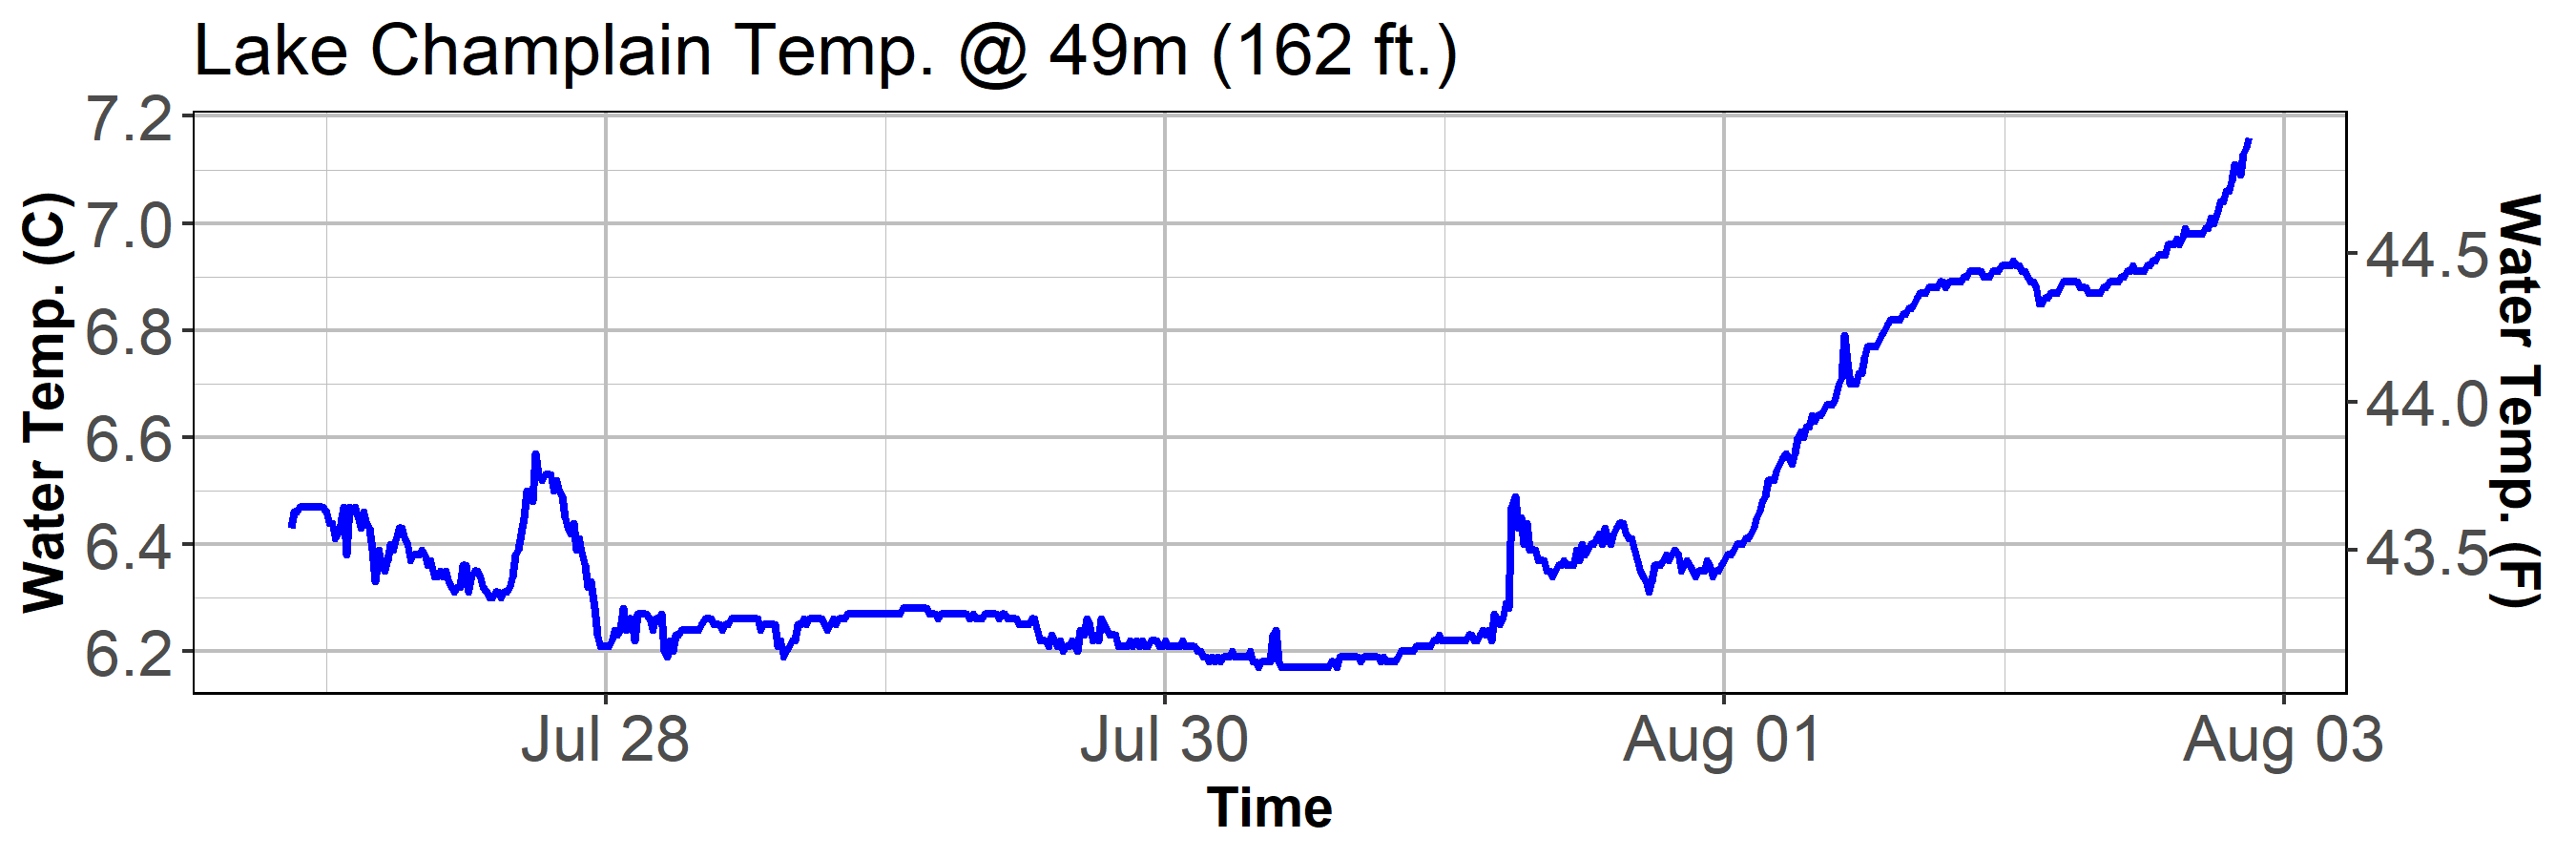 Lake Champlain Temp. @ 49m (162 ft.)
Water Temp. (C)
7.2
7.0
6.8
6.6
6.4
6.2
44.5
44.0
43.5
Water Temp. (F)
Jul 28
Jul 30
Aug 01
Aug 03
Time